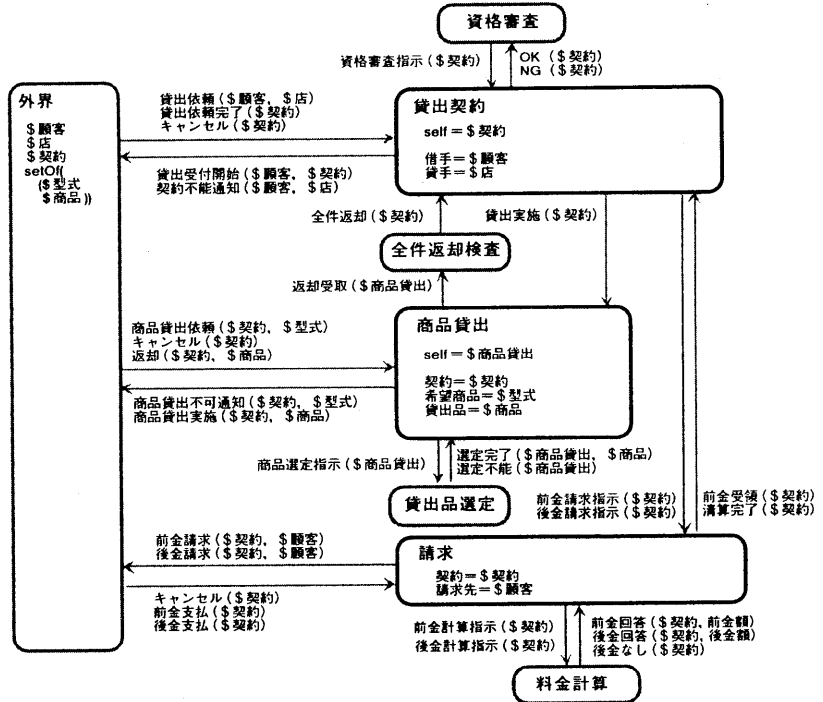 資格審査
資格審査指示($契約)
OK ($契約)
NG ($契約)
外界
$顧客
$店
$契約
setOf(
($型式
$商品))
貸出依頼($顧客, $店)
貸出依頼完了($契約)
キャンセル($契約)
貸出受付開始($顧客, $契約)
契約不能通知($顧客, $店)
貸出契約
self=$契約
借手=$顧客
貸手=$店
全件返却($契約)
貸出実施($契約)
全件返却検査
返却受取($商品貸出)
商品貸出依頼($契約, $型式)
キャンセル($契約)
返却($契約, $商品)
商品貸出不可通知($契約, $型式)
商品貸出実施($契約, $商品)
商品貸出
self=$商品貸出
契約=$契約
希望商品=$型式
貸出品=$商品
商品選定指示($商品貸出)
選定完了($商品貸出, $商品)
選定不能($商品貸出)
貸出品選定
前金請求指示($契約)
後金請求指示($契約)
前金受領($契約)
清算完了($契約)
前金請求($契約, $顧客)
後金請求($契約, $顧客)
キャンセル($契約)
前金支払($契約)
後金支払($契約)
請求
契約=$契約
請求先=$顧客
前金計算指示($契約)
後金計算指示($契約)
前金回答($契約, 前金額)
後金回答($契約, 後金額)
後金なし($契約)
料金計算